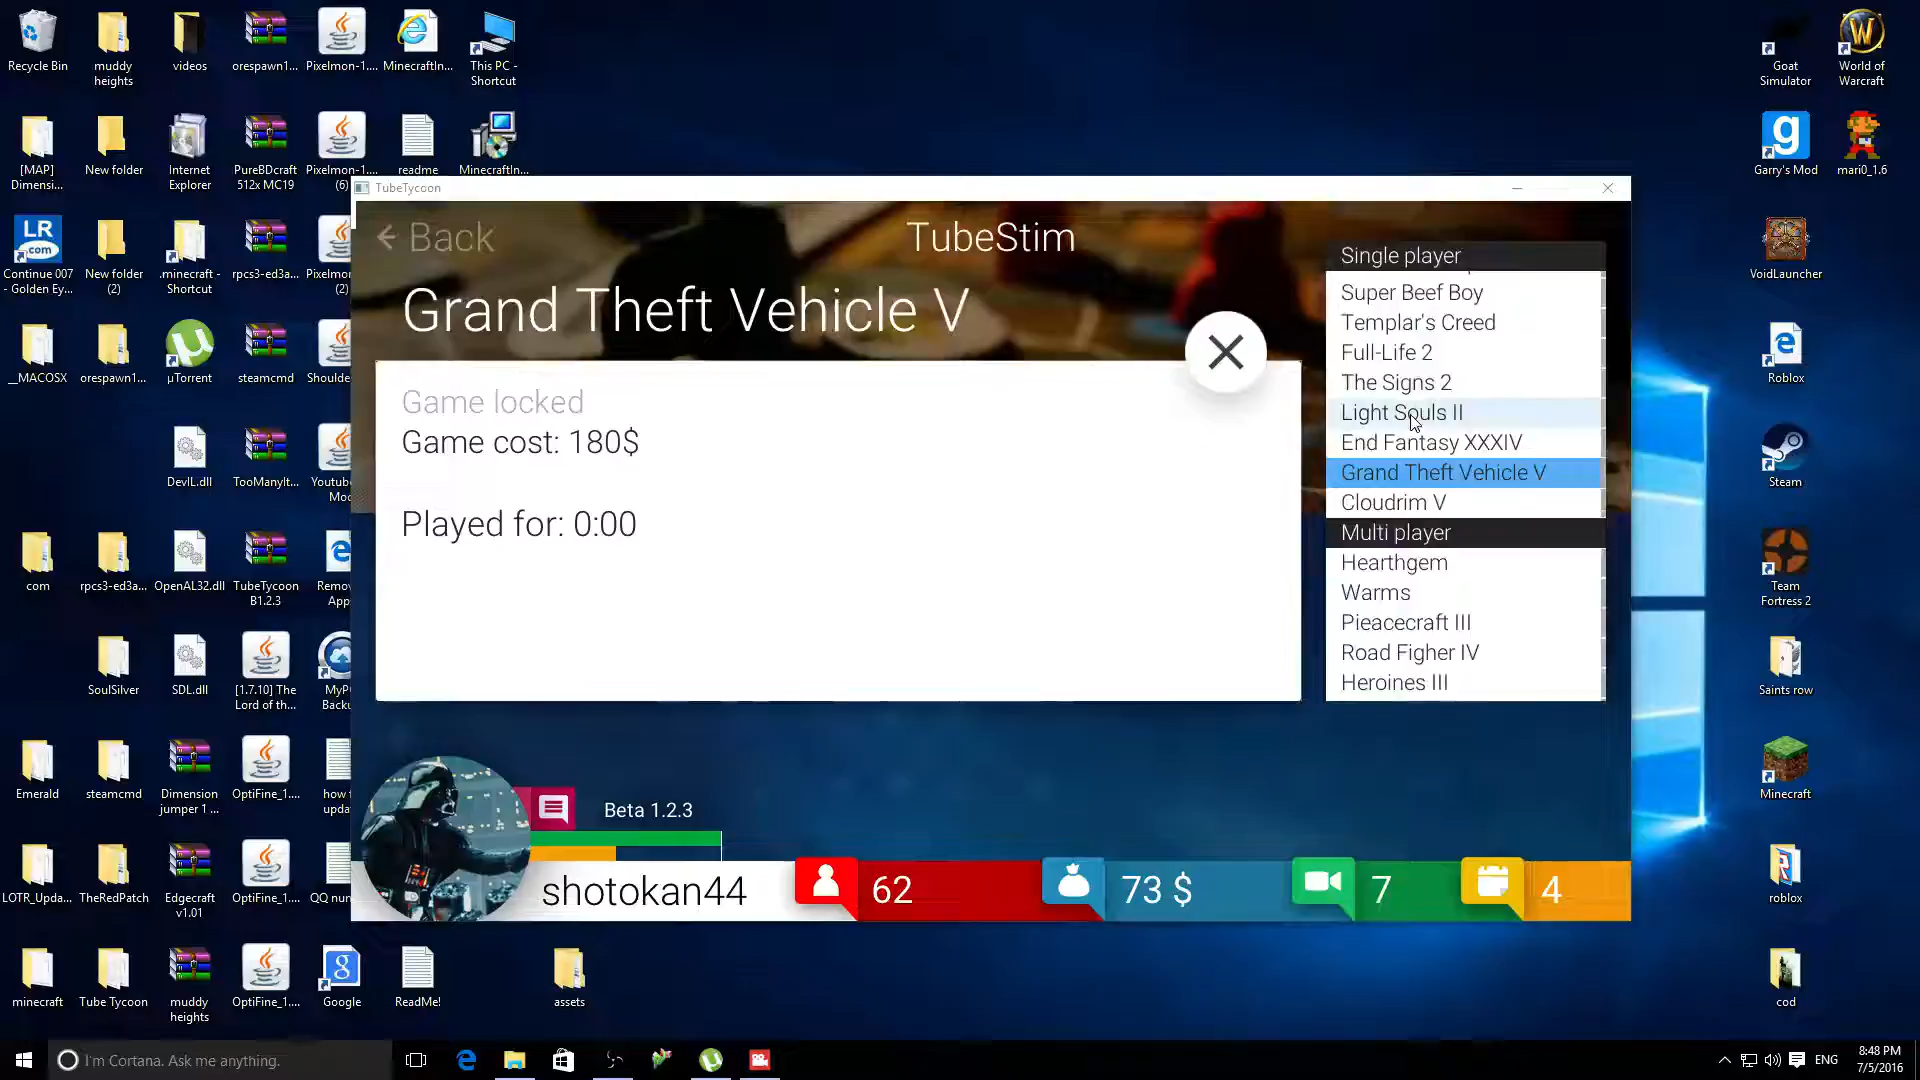 Recycle Bin
muddy
heights
videos
orespawn1...
Pixelmon-1....
MinecraftIn...
This PC -
Shortcut
Goat
Simulator
World of
Warcraft
[MAP]
Dimensi...
New folder
Internet
Explorer
PureBDcraft
512x MC19
Pixelmon-1....
(6)
readme
MinecraftIn...
Garry's Mod
mari0_1.6
LR
.com
Continue 007
- Golden Ey...
New folder
(2)
.minecraft -
Shortcut
rpcs3-ed3a...
Pixelmon-1....
(2)
VoidLauncher
__MACOSX
orespawn1...
µTorrent
steamcmd
Roblox
DevIL.dll
TooManyIt...
Steam
com
rpcs3-ed3a...
OpenAL32.dll
TubeTycoon
B1.2.3
Team
Fortress 2
SoulSilver
SDL.dll
[1.7.10] The
Lord of th...
Saints row
Emerald
steamcmd
Dimension
jumper 1 ...
OptiFine_1....
Minecraft
LOTR_Upda...
TheRedPatch
Edgecraft
v1.01
OptiFine_1....
roblox
minecraft
Tube Tycoon
muddy
heights
OptiFine_1....
Google
ReadMe!
assets
cod
TubeTycoon
Back
TubeStim
Grand Theft Vehicle V
Game locked
Game cost: 180$
Played for: 0:00
Single player
Super Beef Boy
Templar's Creed
Full-Life 2
The Signs 2
Light Souls II
End Fantasy XXXIV
Grand Theft Vehicle V
Cloudrim V
Multi player
Hearthgem
Warms
Pieacecraft III
Road Figher IV
Heroines III
Beta 1.2.3
shotokan44
62
73 $
7
4
I'm Cortana. Ask me anything.
ENG
8:48 PM
7/5/2016